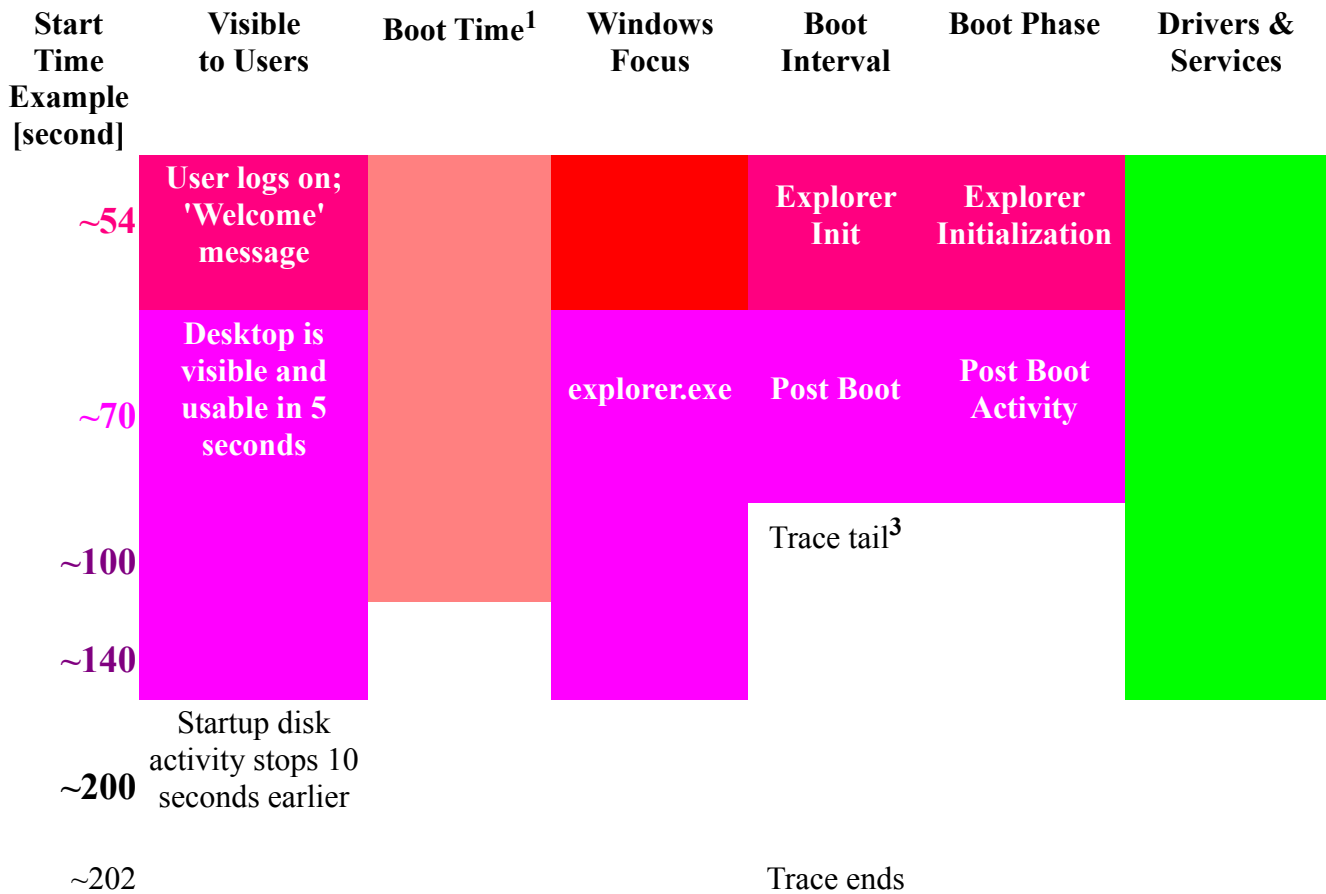 Start
Time
Example
[second]
Visible
to Users
Boot Time1
Windows
Focus
Boot
Interval
Boot Phase
Drivers &
Services
~54
User logs on;
'Welcome'
message
Explorer
Init
Explorer
Initialization
~70
Desktop is
visible and
usable in 5
seconds
explorer.exe
Post Boot
Post Boot
Activity
~100
Trace tail3
~140
~200
Startup disk
activity stops 10
seconds earlier
~202
Trace ends